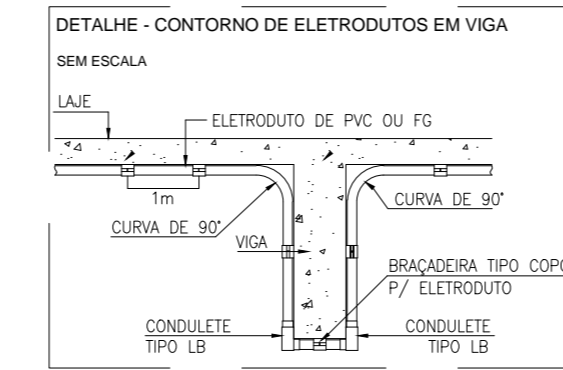 DETALHE - CONTORNO DE ELETRODUTOS EM VIGA
SEM ESCALA
LAJE
ELETRODUTO DE PVC OU FG
1m
CURVA DE 90°
CURVA DE 90°
VIGA
BRAÇADEIRA TIPO COPO
P/ ELETRODUTO
CONDULETE
TIPO LB
CONDULETE
TIPO LB